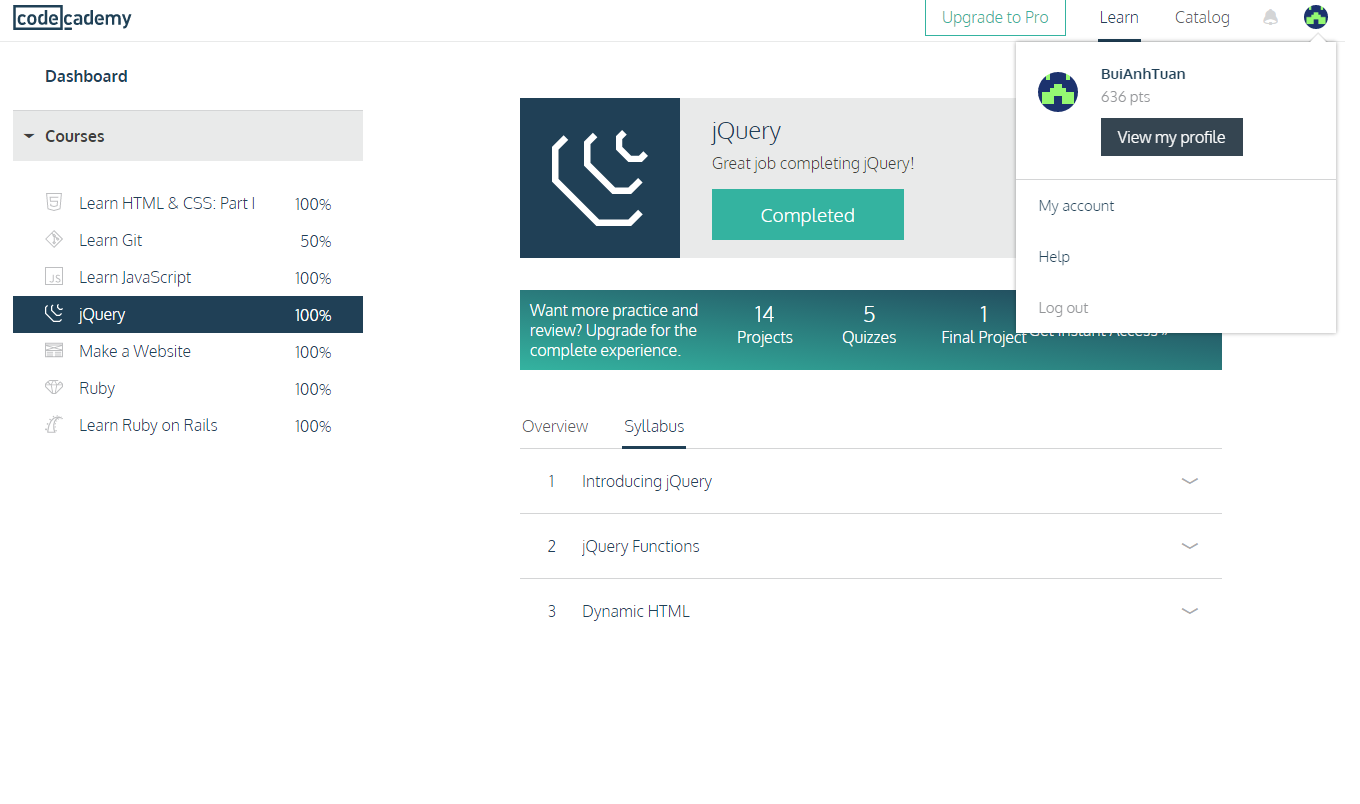 codecademy
Upgrade to Pro
Learn
Catalog
Dashboard
Courses
Learn HTML & CSS: Part I 100%
Learn Git 50%
Learn JavaScript 100%
jQuery 100%
Make a Website 100%
Ruby 100%
Learn Ruby on Rails 100%
jQuery
Great job completing jQuery!
Completed
BuiAnhTuan
636 pts
View my profile
My account
Help
Log out
Want more practice and
review? Upgrade for the
complete experience.
14
Projects
5
Quizzes
1
Final Project
Get Instant Access »
Overview
Syllabus
1 Introducing jQuery
2 jQuery Functions
3 Dynamic HTML